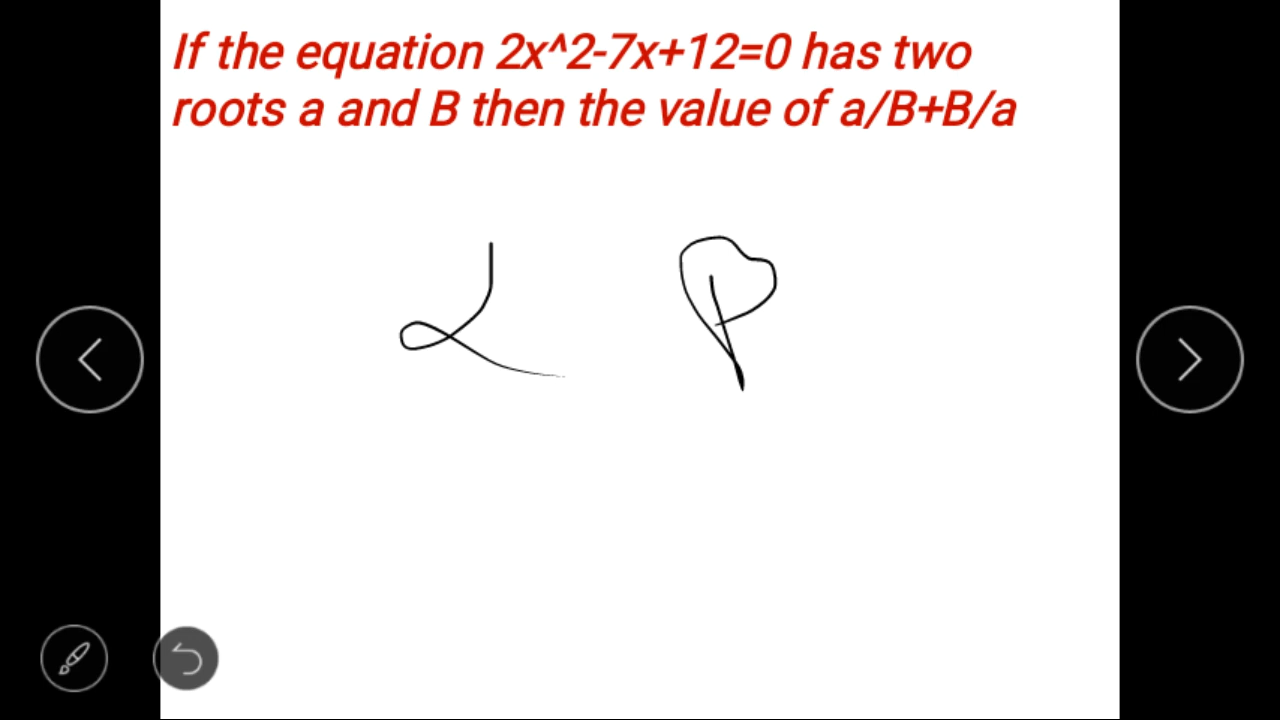 If the equation 2x^2-7x+12=0 has two
roots a and B then the value of a/B+B/a
α β